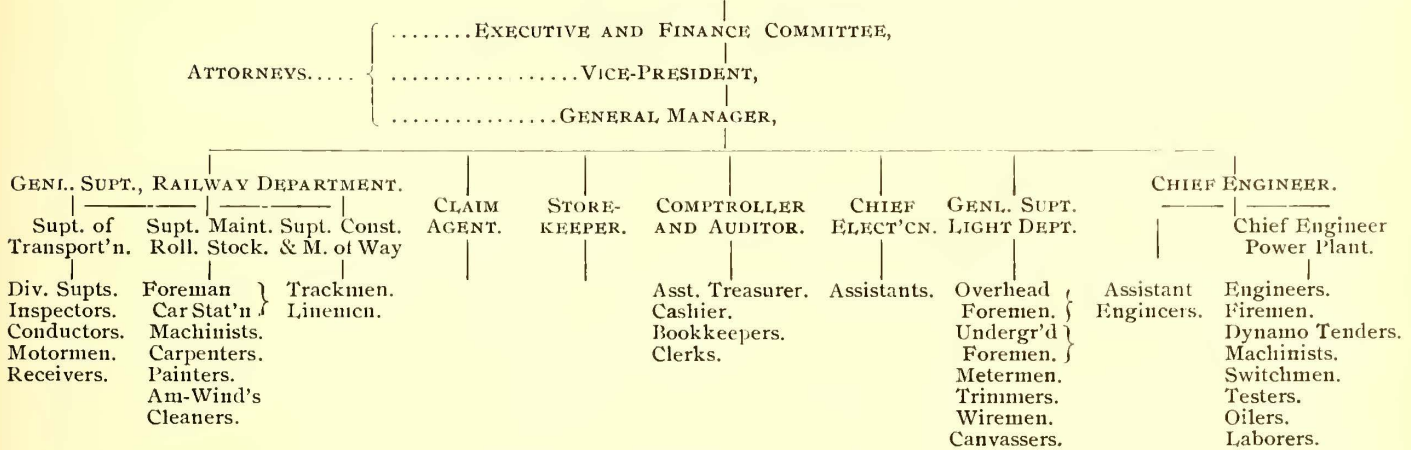 ........EXECUTIVE AND FINANCE COMMITTEE,
ATTORNEYS..... ..................VICE-PRESIDENT,
................GENERAL MANAGER,
GENL. SUPT., RAILWAY DEPARTMENT.
Supt. of
Transport'n.
Div. Supts.
Inspectors.
Conductors.
Motormen.
Receivers.
Supt. Maint.
Roll. Stock.
Foreman
Car Stat'n
Machinists.
Carpenters.
Painters.
Am-Wind's
Cleaners.
Supt. Const.
& M. of Way
Trackmen.
Linemen.
CLAIM
AGENT.
STORE-
KEEPER.
COMPTROLLER
AND AUDITOR.
Asst. Treasurer.
Cashier.
Bookkeepers.
Clerks.
CHIEF
ELECT'CN.
Assistants.
GENL. SUPT.
LIGHT DEPT.
Overhead
Foremen.
Undergr'd
Foremen.
Metermen.
Trimmers.
Wiremen.
Canvassers.
CHIEF ENGINEER.
Assistant
Engineers.
Chief Engineer
Power Plant.
Engineers.
Firemen.
Dynamo Tenders.
Machinists.
Switchmen.
Testers.
Oilers.
Laborers.